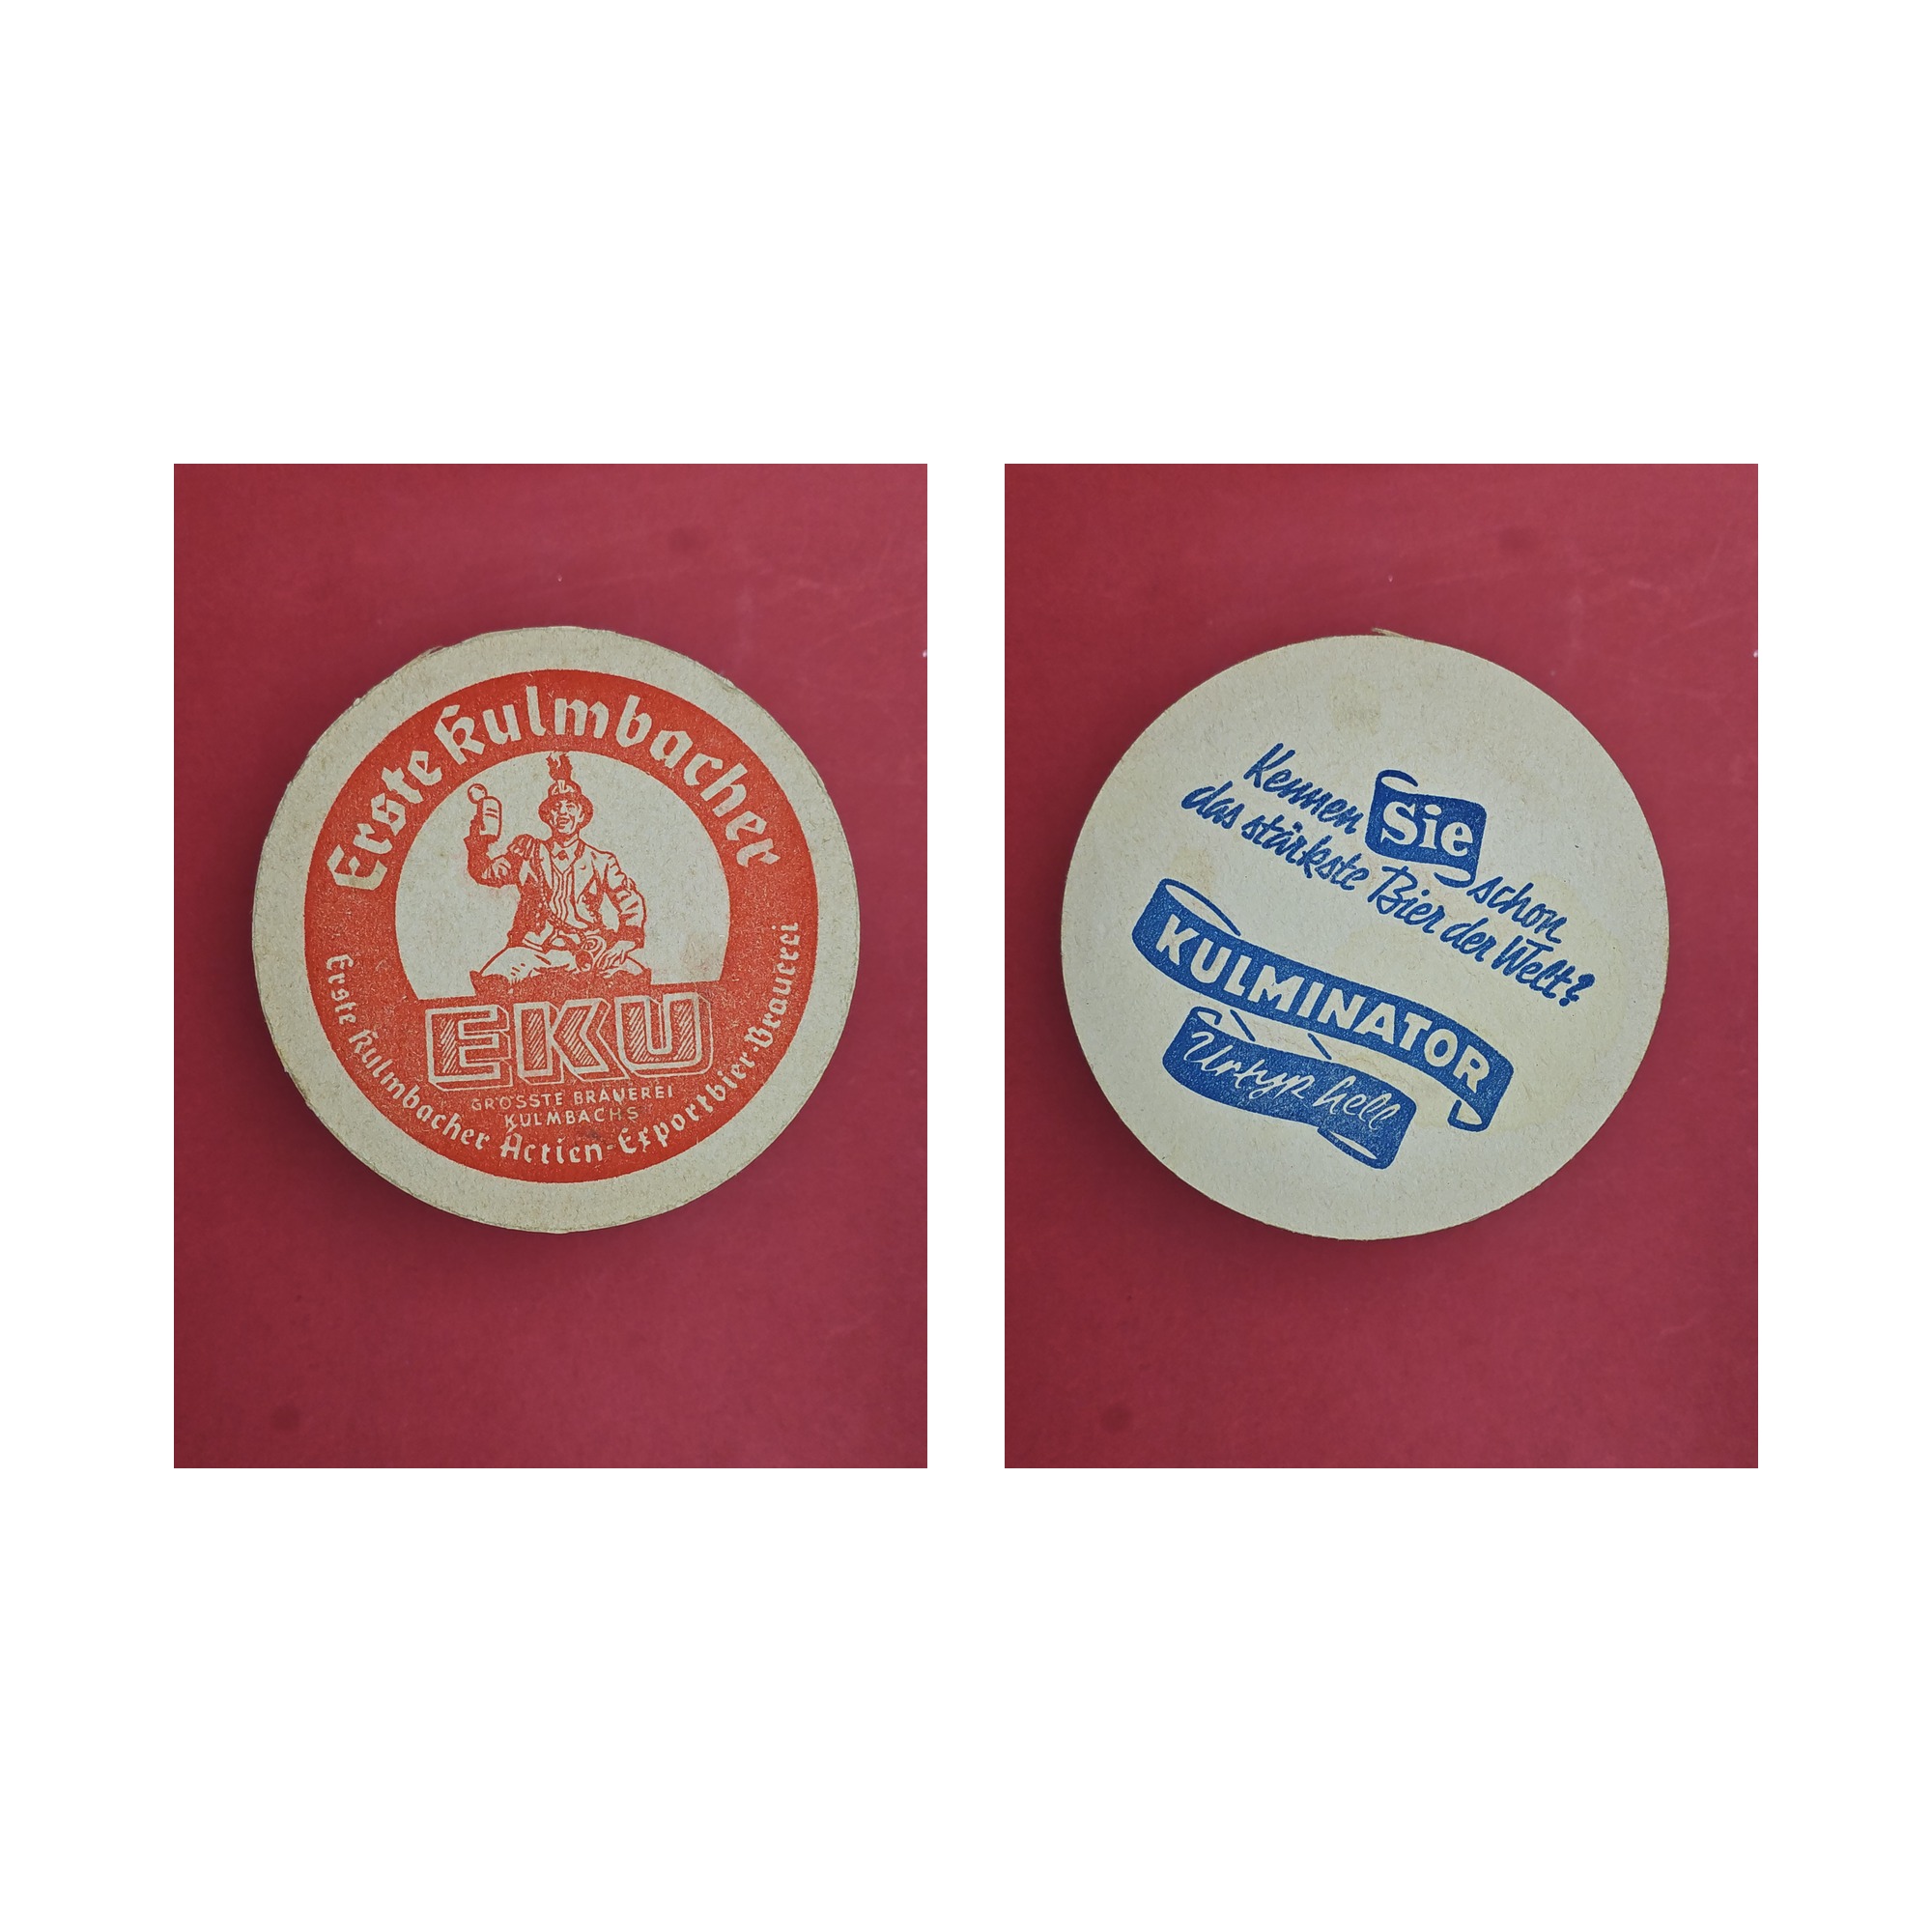 Erste Kulmbacher
EKU
GRÖSSTE BRAUEREI
KULMBACHS
Erste Kulmbacher Actien-Exportbier-Brauerei
Kennen Sie schon
das stärkste Bier der Welt?
KULMINATOR
Urtyp hell